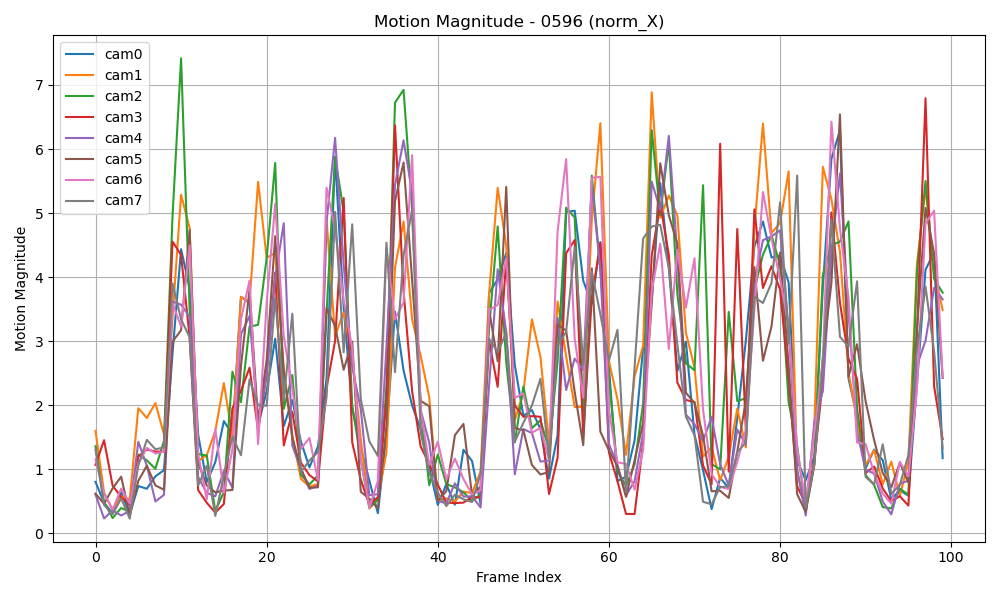 Motion Magnitude - 0596 (norm_X)
cam0
cam1
cam2
cam3
cam4
cam5
cam6
cam7
Motion Magnitude
7
6
5
4
3
2
1
0
0
20
40
60
80
100
Frame Index